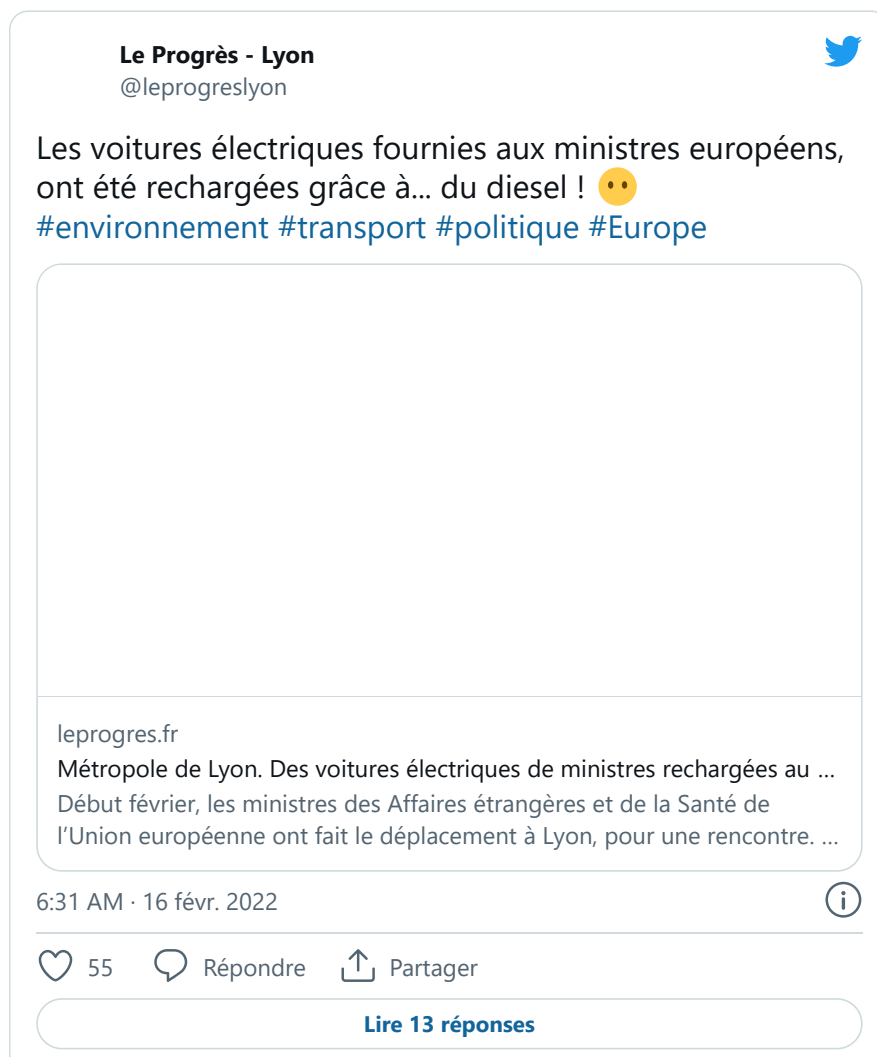 Le Progrès - Lyon
@leprogreslyon
Les voitures électriques fournies aux ministres européens,
ont été rechargées grâce à... du diesel ! 😶
#environnement #transport #politique #Europe
leprogres.fr
Métropole de Lyon. Des voitures électriques de ministres rechargées au ...
Début février, les ministres des Affaires étrangères et de la Santé de
l’Union européenne ont fait le déplacement à Lyon, pour une rencontre. ...
6:31 AM · 16 févr. 2022
55 Répondre Partager
Lire 13 réponses